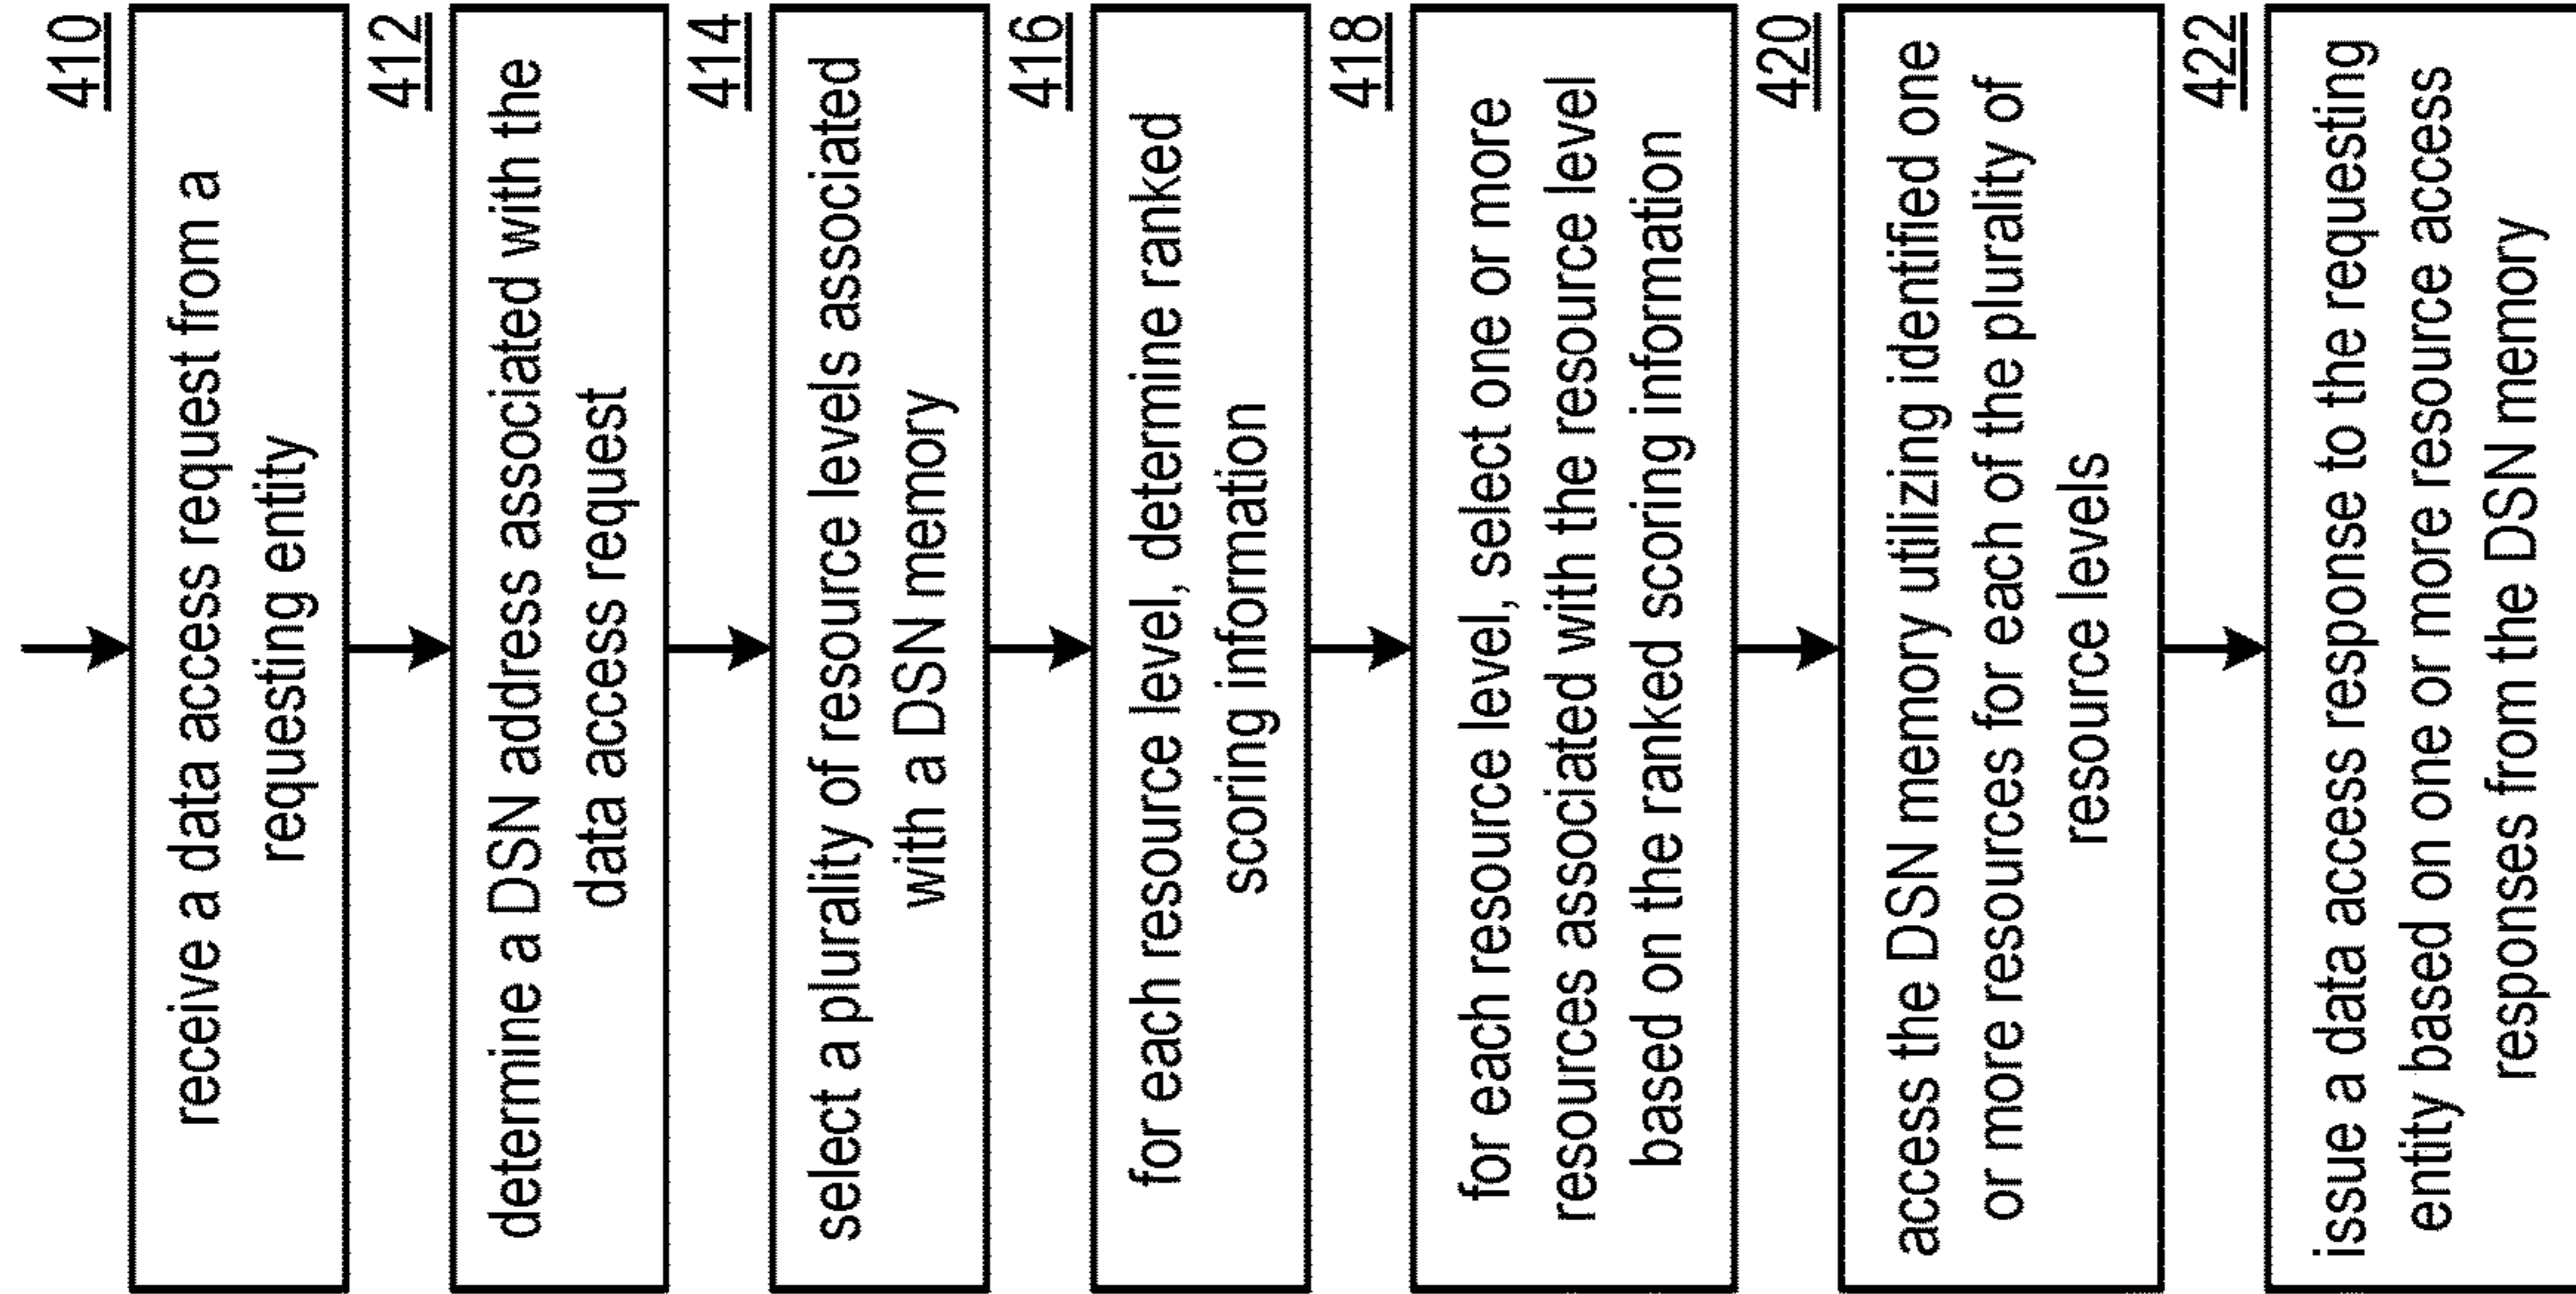 410
receive a data access request from a
requesting entity
412
determine a DSN address associated with the
data access request
414
select a plurality of resource levels associated
with a DSN memory
416
for each resource level, determine ranked
scoring information
418
for each resource level, select one or more
resources associated with the resource level
based on the ranked scoring information
420
access the DSN memory utilizing identified one
or more resources for each of the plurality of
resource levels
422
issue a data access response to the requesting
entity based on one or more resource access
responses from the DSN memory